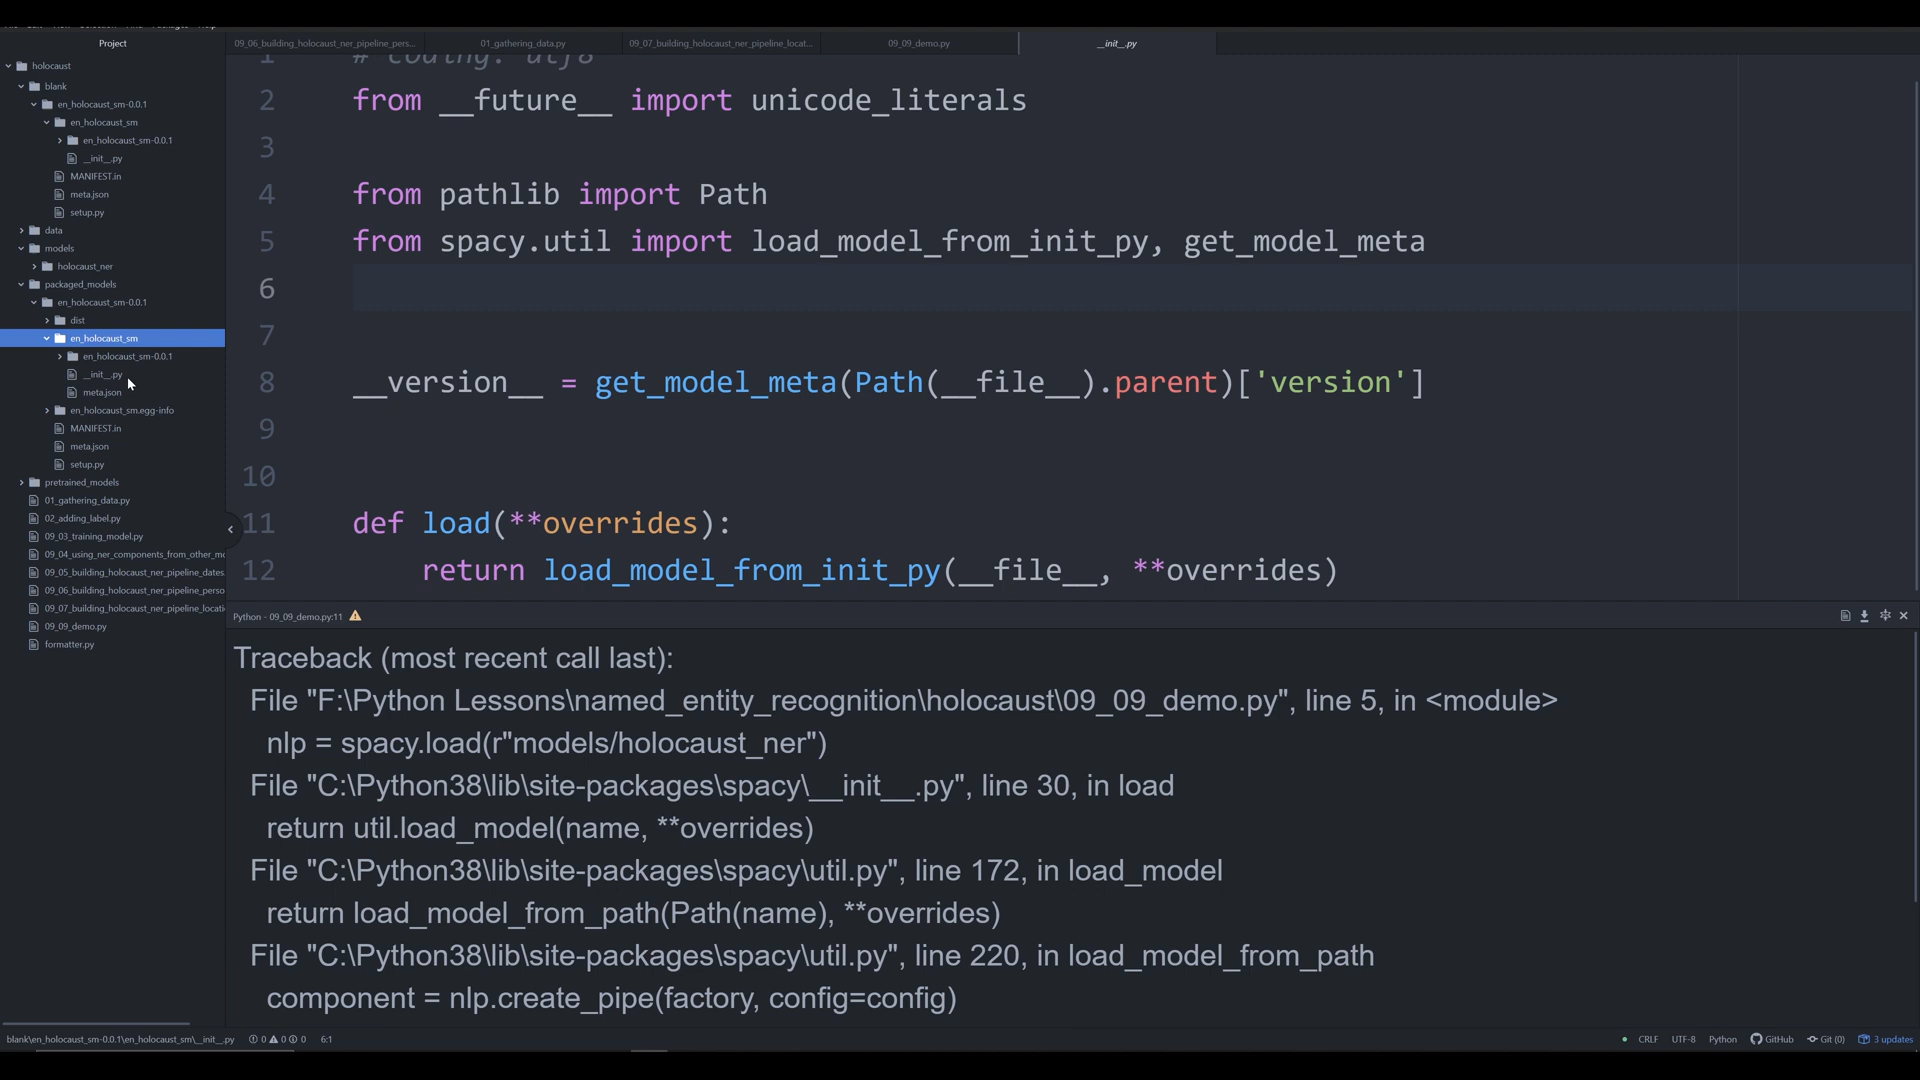 Project
holocaust
blank
en_holocaust_sm-0.0.1
en_holocaust_sm
en_holocaust_sm-0.0.1
__init__.py
MANIFEST.in
meta.json
setup.py
data
models
holocaust_ner
packaged_models
en_holocaust_sm-0.0.1
dist
en_holocaust_sm
en_holocaust_sm-0.0.1
__init__.py
meta.json
en_holocaust_sm.egg-info
MANIFEST.in
meta.json
setup.py
pretrained_models
01_gathering_data.py
02_adding_label.py
09_03_training_model.py
09_04_using_ner_components_from_other_mo
09_05_building_holocaust_ner_pipeline_dates.
09_06_building_holocaust_ner_pipeline_perso
09_07_building_holocaust_ner_pipeline_locati
09_09_demo.py
formatter.py
09_06_building_holocaust_ner_pipeline_pers... 01_gathering_data.py 09_07_building_holocaust_ner_pipeline_locat... 09_09_demo.py __init__.py
1 # coding: utf8
2 from __future__ import unicode_literals
3
4 from pathlib import Path
5 from spacy.util import load_model_from_init_py, get_model_meta
6
7
8 __version__ = get_model_meta(Path(__file__).parent)['version']
9
10
11 def load(**overrides):
12 return load_model_from_init_py(__file__, **overrides)
Python - 09_09_demo.py:11
Traceback (most recent call last):
File "F:\Python Lessons\named_entity_recognition\holocaust\09_09_demo.py", line 5, in <module>
nlp = spacy.load(r"models/holocaust_ner")
File "C:\Python38\lib\site-packages\spacy\__init__.py", line 30, in load
return util.load_model(name, **overrides)
File "C:\Python38\lib\site-packages\spacy\util.py", line 172, in load_model
return load_model_from_path(Path(name), **overrides)
File "C:\Python38\lib\site-packages\spacy\util.py", line 220, in load_model_from_path
component = nlp.create_pipe(factory, config=config)
blank\en_holocaust_sm-0.0.1\en_holocaust_sm\__init__.py 0 0 0 6:1 CRLF UTF-8 Python GitHub Git (0) 3 updates